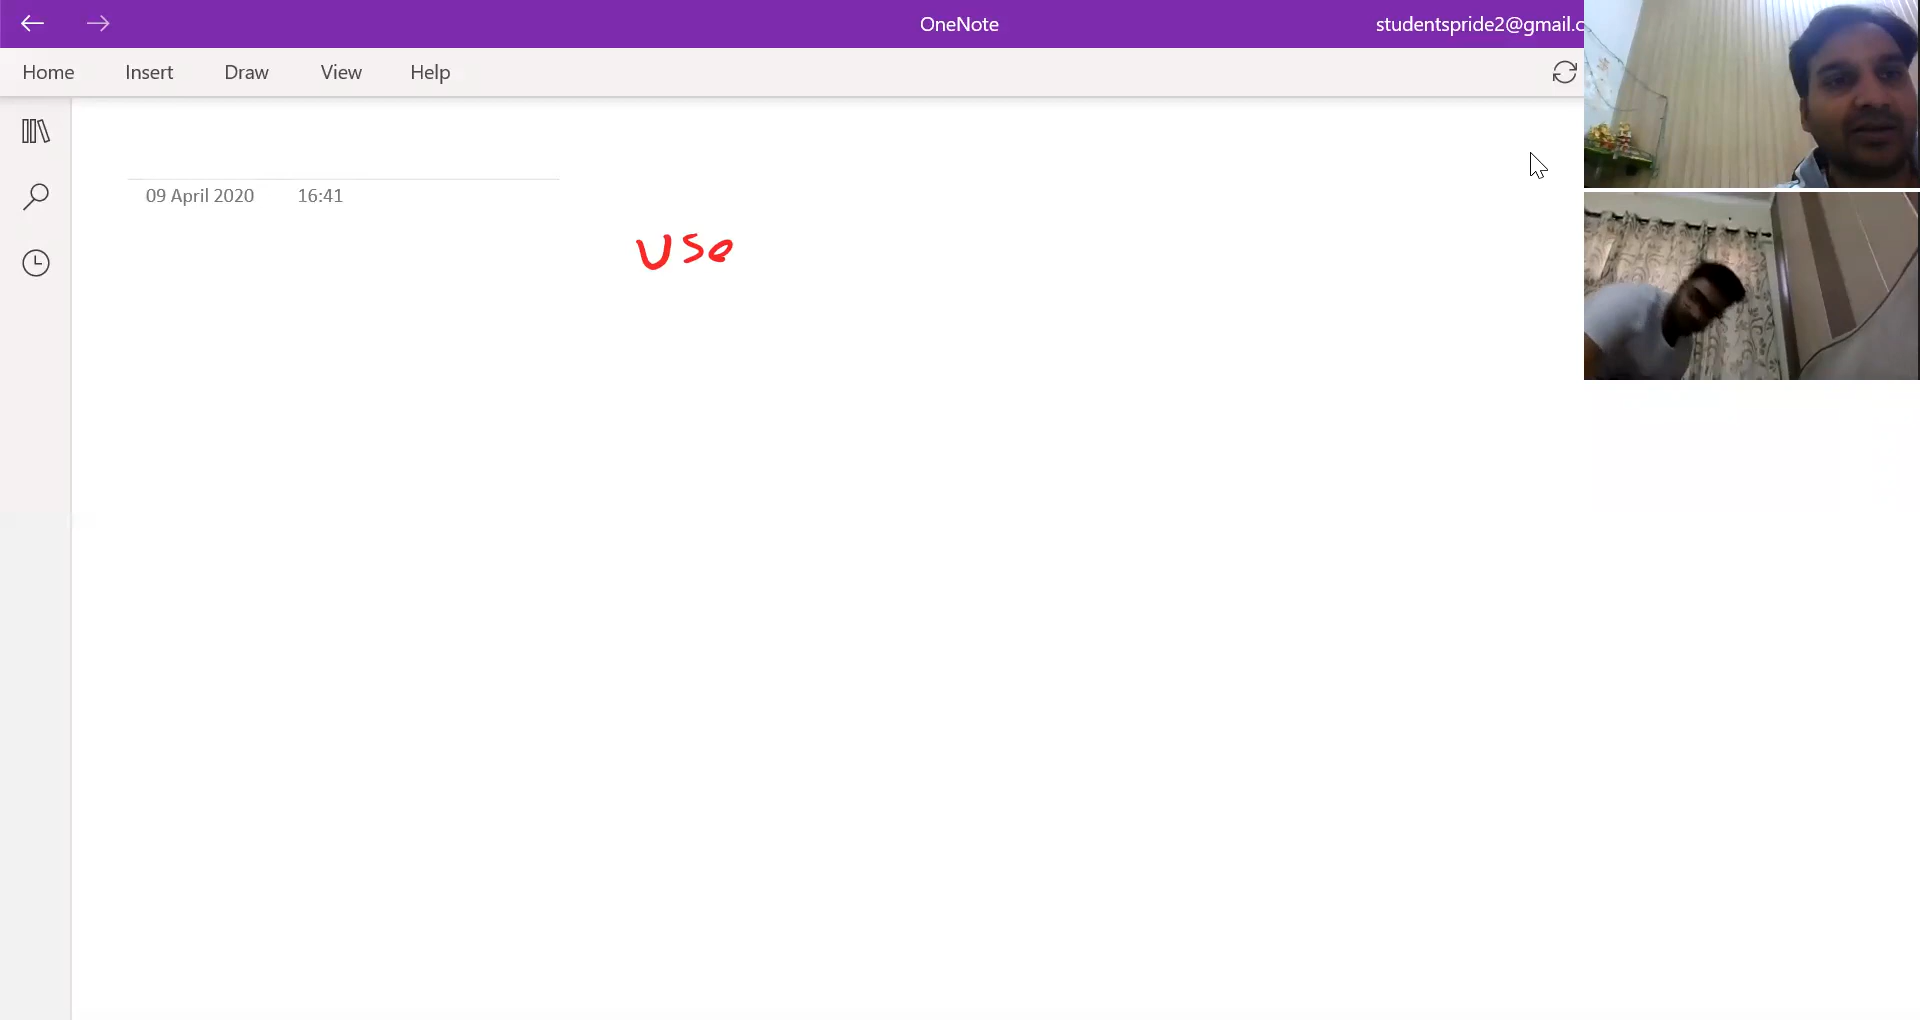 OneNote
studentspride2@gmail.c
Home Insert Draw View Help
09 April 2020 16:41
use